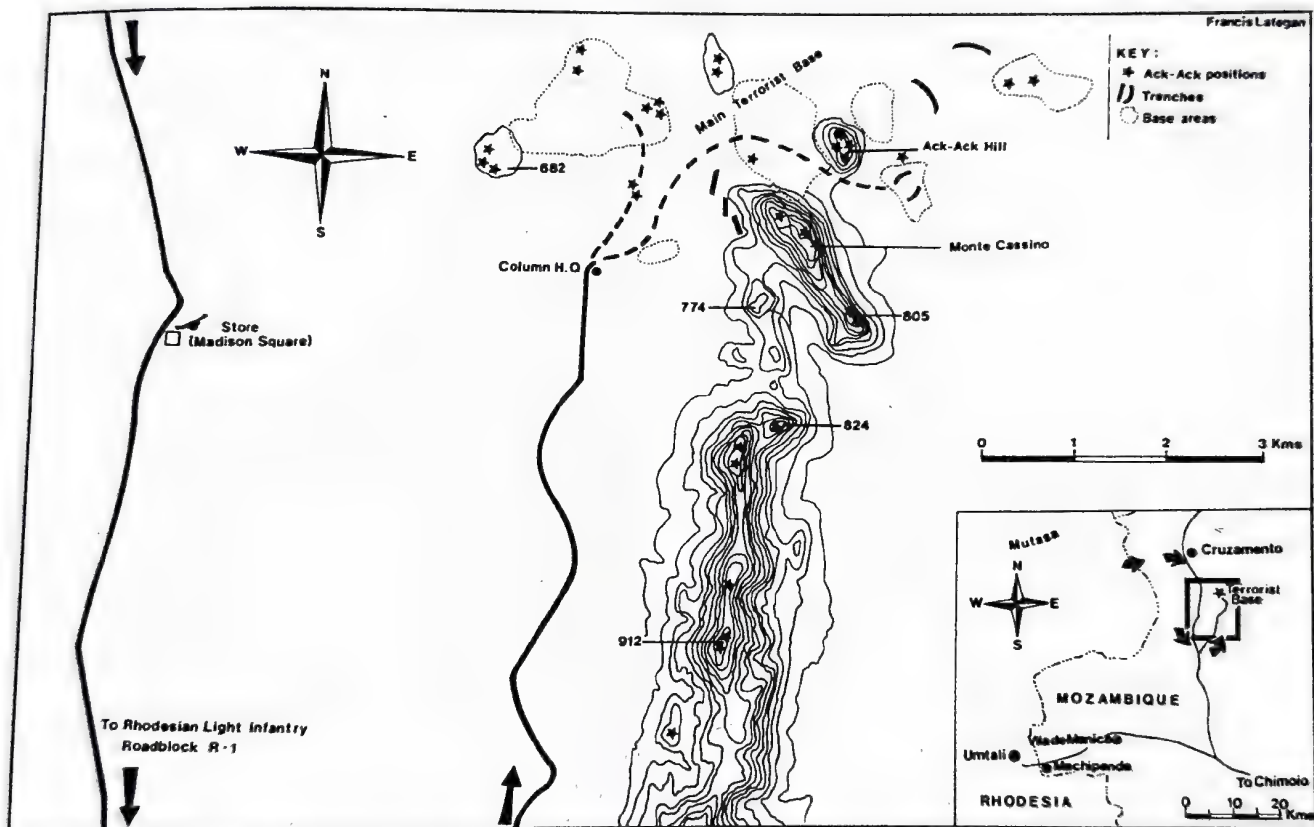 Francis Lafegan
KEY:
Ack-Ack positions
Trenches
Base areas
Main Terrorist Base
N
W E
S
682
Ack-Ack Hill
Monte Cassino
Column H.Q
774
805
Store
(Madison Square)
824
0 1 2 3 Kms
912
To Rhodesian Light Infantry
Roadblock R-1
Mutasa
Cruzamento
N
W E
S
Terrorist
Base
MOZAMBIQUE
Vila de Manica
Umtali
Machipanda
To Chimoio
RHODESIA
0 10 20
Km